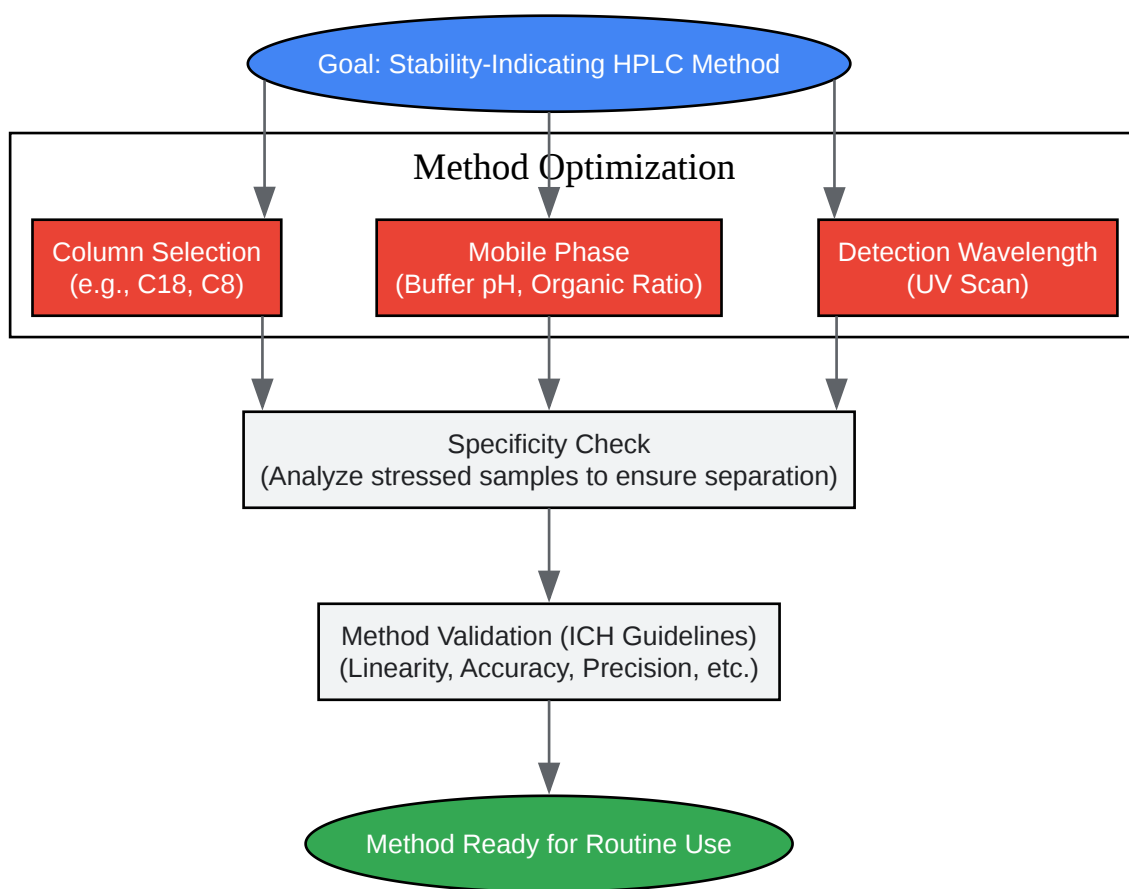 Goal: Stability-Indicating HPLC Method
Method Optimization
Column Selection
(e.g., C18, C8)
Mobile Phase
(Buffer pH, Organic Ratio)
Detection Wavelength
(UV Scan)
Specificity Check
(Analyze stressed samples to ensure separation)
Method Validation (ICH Guidelines)
(Linearity, Accuracy, Precision, etc.)
Method Ready for Routine Use